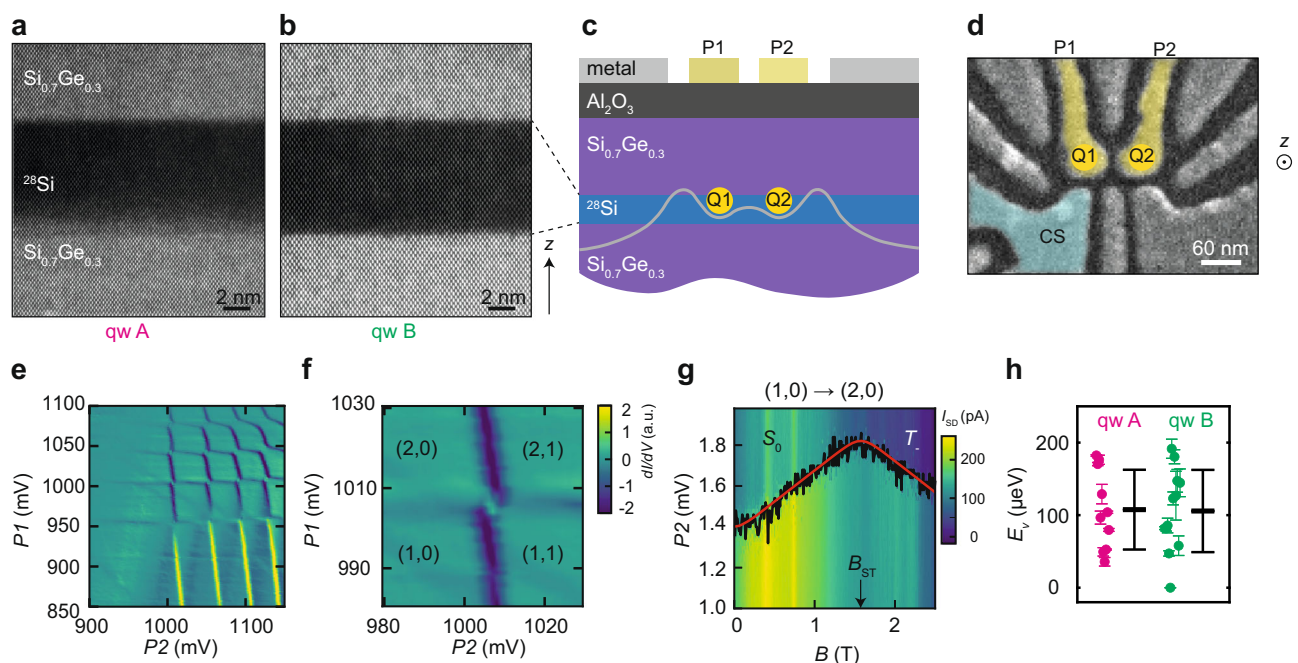 a
Si0.7Ge0.3
28Si
Si0.7Ge0.3
2 nm
qw A
b
2 nm
qw B
z
c
P1 P2
metal
Al2O3
Si0.7Ge0.3
28Si
Q1 Q2
Si0.7Ge0.3
d
P1 P2
Q1 Q2
CS
60 nm
z
e
1100
1050
1000
950
900
850
P1 (mV)
900 1000 1100
P2 (mV)
f
1030
1010
990
P1 (mV)
(2,0) (2,1)
(1,0) (1,1)
980 1000 1020
P2 (mV)
2
1
0
-1
-2
dI/dV (a.u.)
g
(1,0) → (2,0)
S0 T-
BST
1.8
1.6
1.4
1.2
1.0
P2 (mV)
0 1 2
B (T)
ISD (pA)
200
100
0
h
qw A qw B
200
100
0
Ev (μeV)